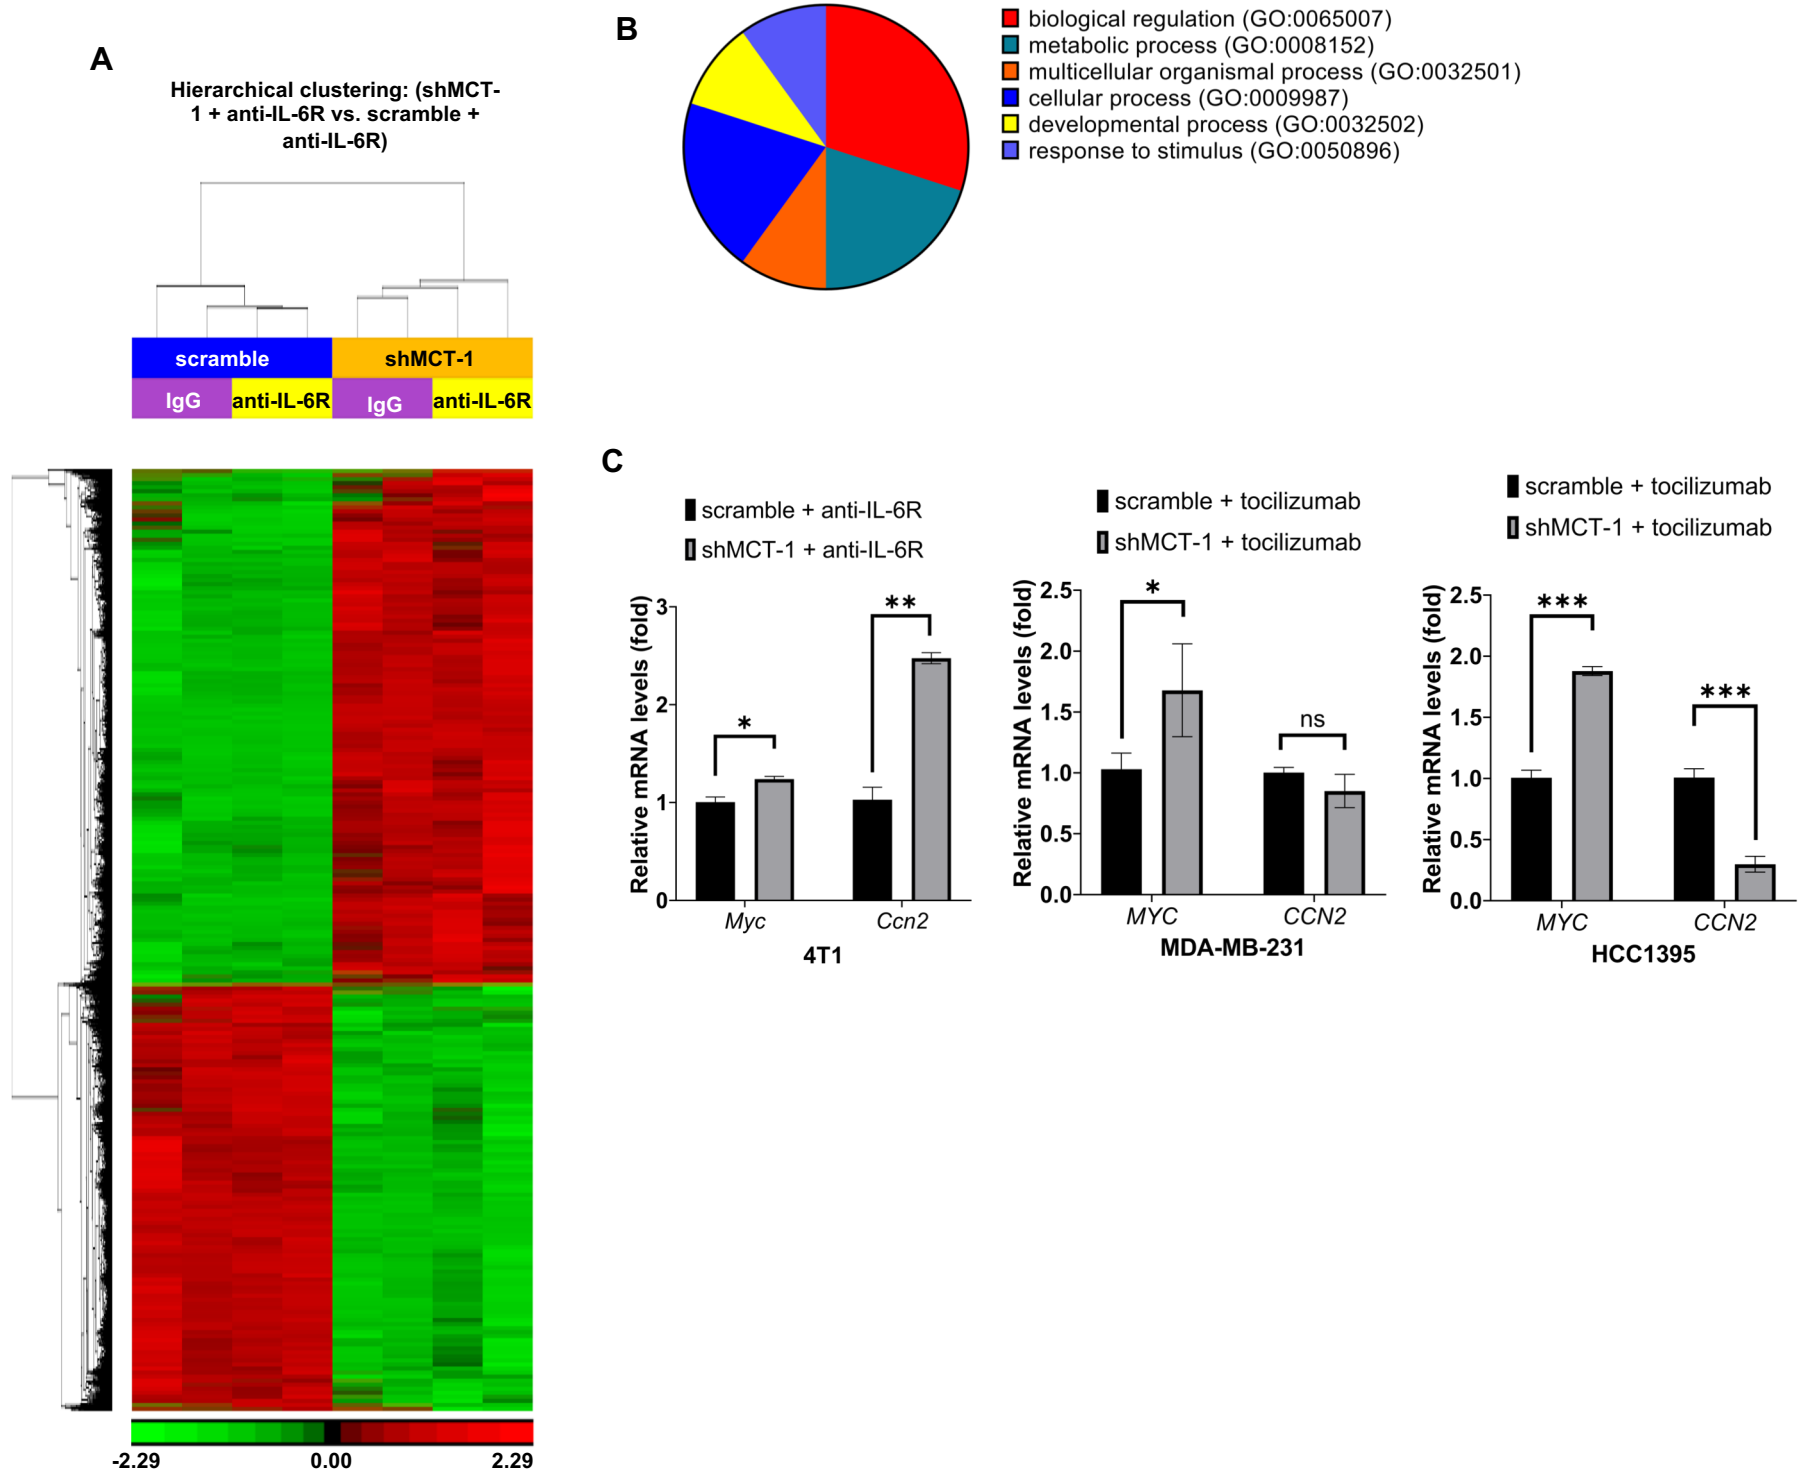 A
Hierarchical clustering: (shMCT-
1 + anti-IL-6R vs. scramble +
anti-IL-6R)
scramble
shMCT-1
IgG
anti-IL-6R
IgG
anti-IL-6R
-2.29
0.00
2.29
B
biological regulation (GO:0065007)
metabolic process (GO:0008152)
multicellular organismal process (GO:0032501)
cellular process (GO:0009987)
developmental process (GO:0032502)
response to stimulus (GO:0050896)
C
scramble + anti-IL-6R
shMCT-1 + anti-IL-6R
Relative mRNA levels (fold)
3
2
1
0
*
**
Myc
Ccn2
4T1
scramble + tocilizumab
shMCT-1 + tocilizumab
Relative mRNA levels (fold)
2.5
2.0
1.5
1.0
0.5
0.0
*
ns
MYC
CCN2
MDA-MB-231
scramble + tocilizumab
shMCT-1 + tocilizumab
Relative mRNA levels (fold)
2.5
2.0
1.5
1.0
0.5
0.0
***
***
MYC
CCN2
HCC1395